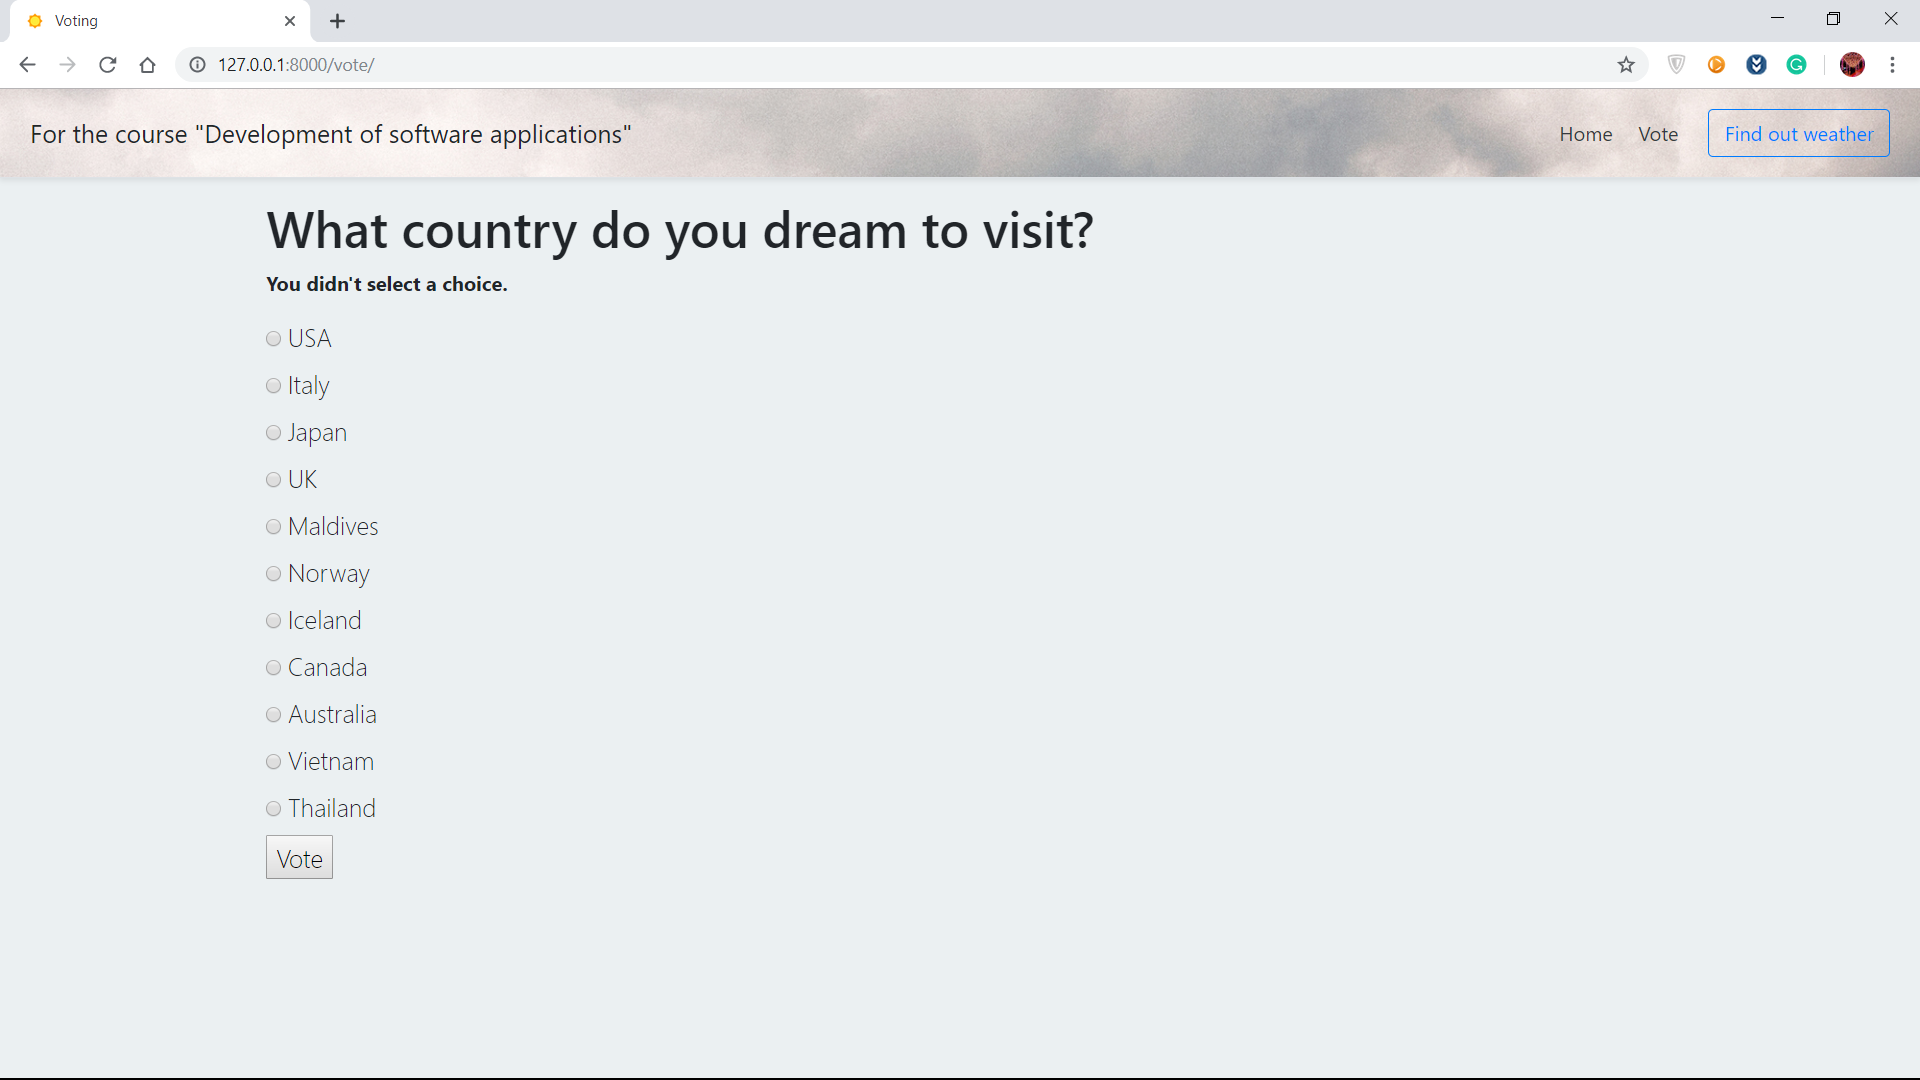 Voting
127.0.0.1:8000/vote/
For the course "Development of software applications"
Home
Vote
Find out weather
What country do you dream to visit?
You didn't select a choice.
USA
Italy
Japan
UK
Maldives
Norway
Iceland
Canada
Australia
Vietnam
Thailand
Vote